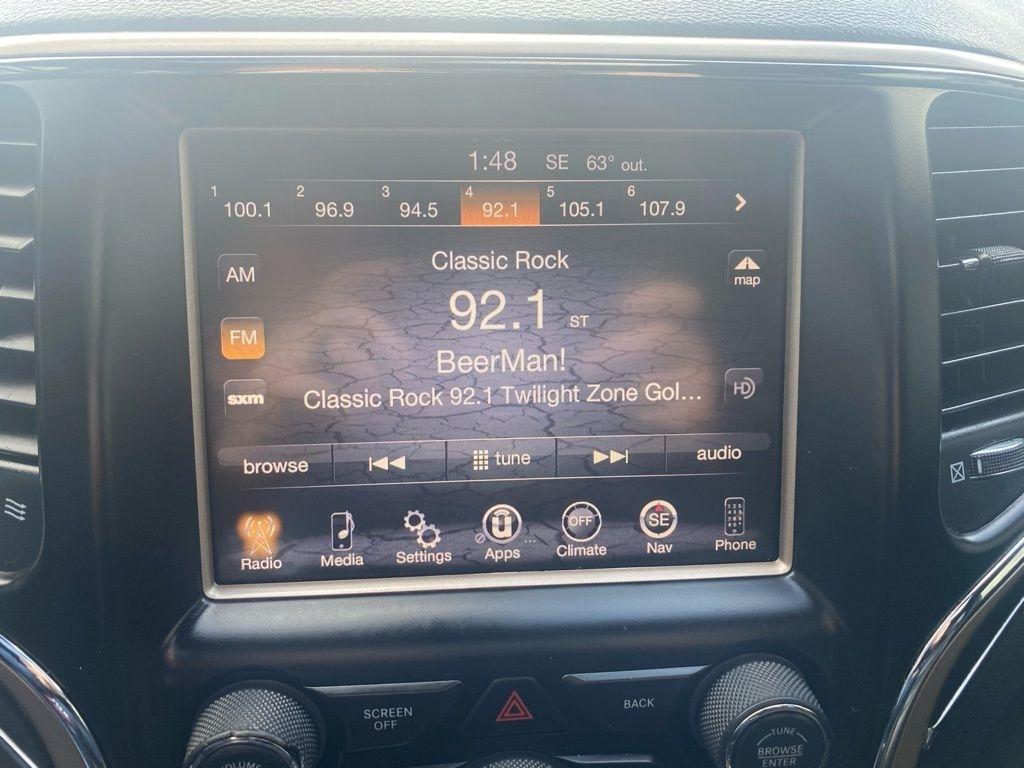 1:48 SE 63° out.
1 100.1 2 96.9 3 94.5 4 92.1 5 105.1 6 107.9
Classic Rock
AM
map
92.1 ST
FM
BeerMan!
sxm
Classic Rock 92.1 Twilight Zone Gol...
HD
browse tune audio
OFF SE
Radio Media Settings Apps Climate Nav Phone
SCREEN
OFF
BACK
TUNE
BROWSE
ENTER
VOLUME